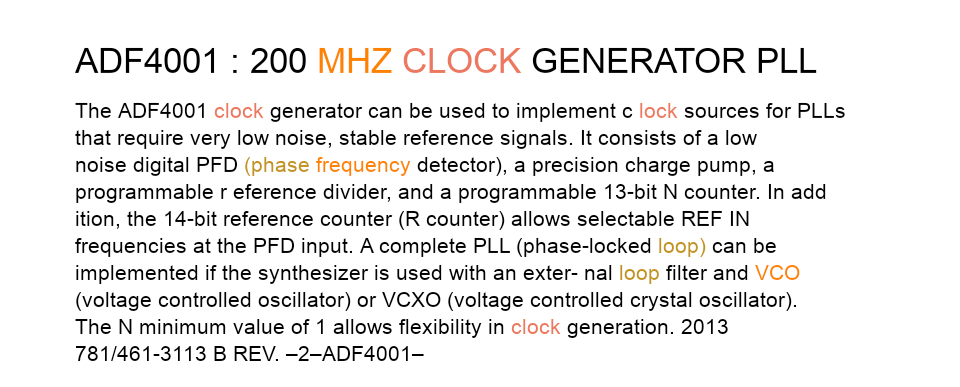 ADF4001 : 200 MHZ CLOCK GENERATOR PLL
The ADF4001 clock generator can be used to implement c lock sources for PLLs
that require very low noise, stable reference signals. It consists of a low
noise digital PFD (phase frequency detector), a precision charge pump, a
programmable r eference divider, and a programmable 13-bit N counter. In add
ition, the 14-bit reference counter (R counter) allows selectable REF IN
frequencies at the PFD input. A complete PLL (phase-locked loop) can be
implemented if the synthesizer is used with an exter- nal loop filter and VCO
(voltage controlled oscillator) or VCXO (voltage controlled crystal oscillator).
The N minimum value of 1 allows flexibility in clock generation. 2013
781/461-3113 B REV. –2–ADF4001–